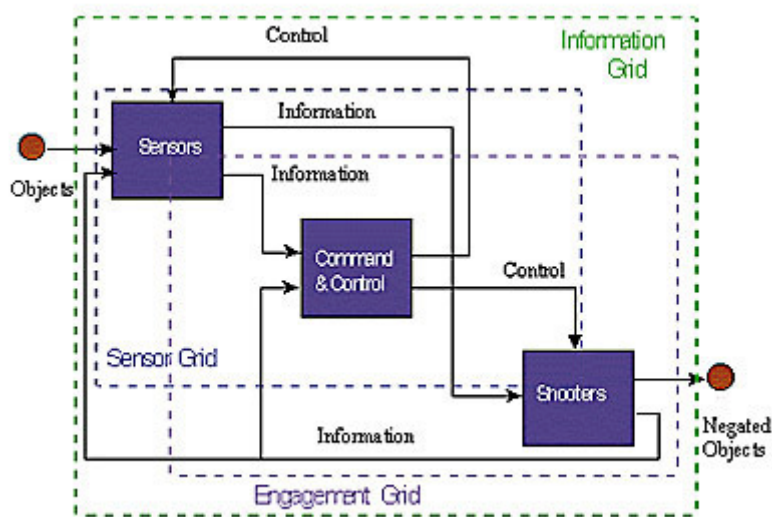 Control
Information
Grid
Information
Sensors
Objects
Information
Command
& Control
Control
Sensor Grid
Shooters
Information
Negated
Objects
Engagement Grid